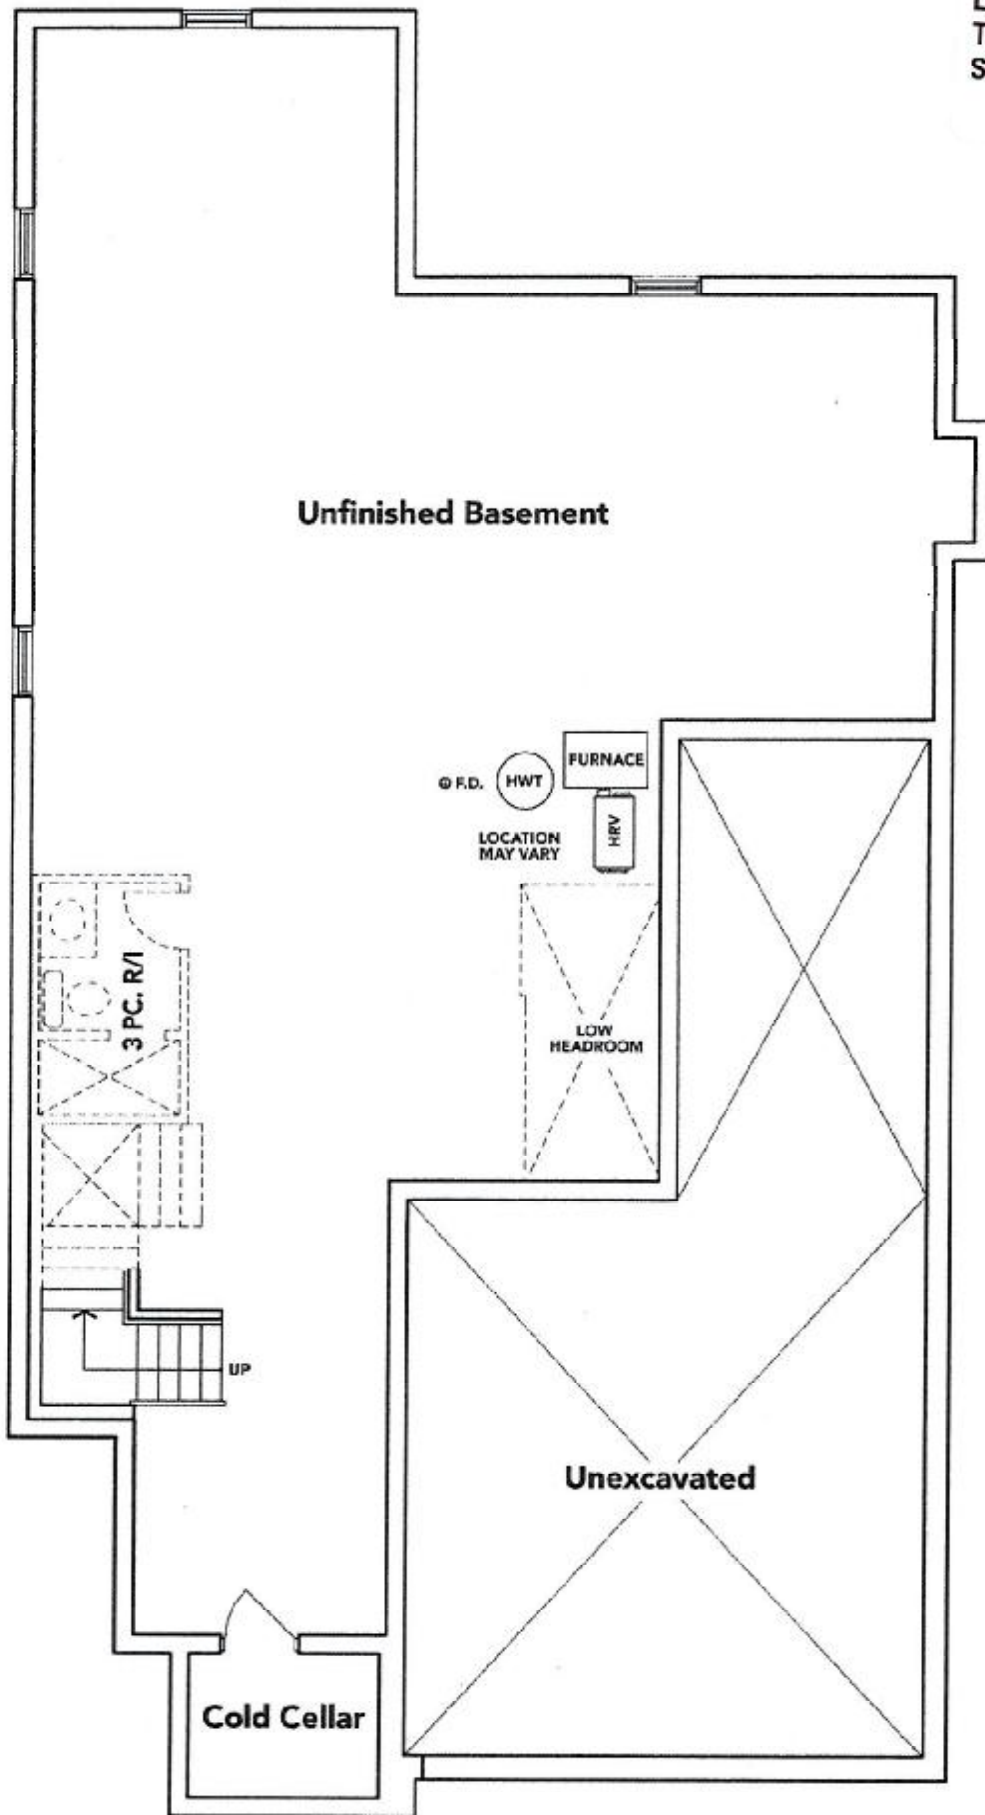 T
S
Unfinished Basement
FURNACE
F.D.
HWT
HRV
LOCATION
MAY VARY
3 PC. R/I
LOW
HEADROOM
UP
Unexcavated
Cold Cellar